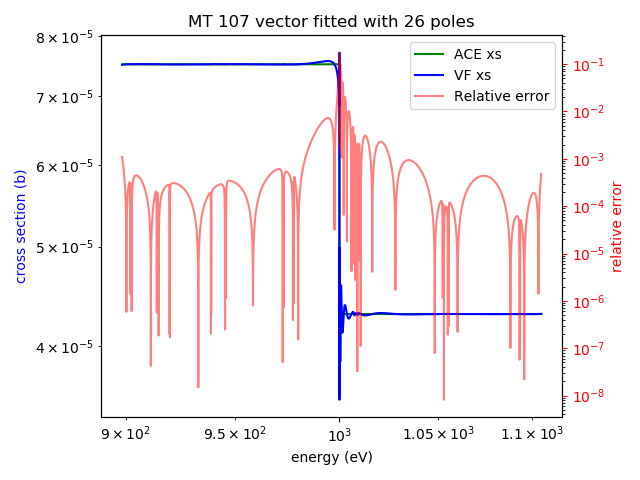 MT 107 vector fitted with 26 poles
ACE xs
VF xs
Relative error
cross section (b)
8 × 10⁻⁵
7 × 10⁻⁵
6 × 10⁻⁵
5 × 10⁻⁵
4 × 10⁻⁵
relative error
10⁻¹
10⁻²
10⁻³
10⁻⁴
10⁻⁵
10⁻⁶
10⁻⁷
10⁻⁸
9 × 10²
9.5 × 10²
10³
1.05 × 10³
1.1 × 10³
energy (eV)